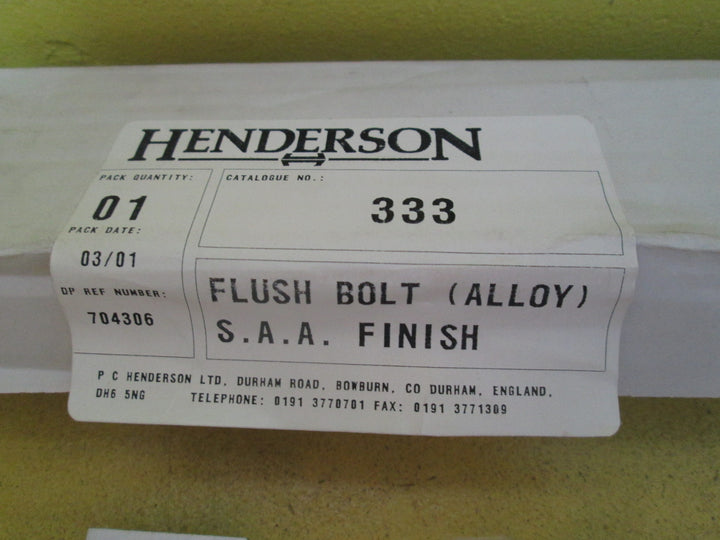 HENDERSON
PACK QUANTITY:
01
PACK DATE:
03/01
DP REF NUMBER:
704306
CATALOGUE NO.:
333
FLUSH BOLT (ALLOY)
S.A.A. FINISH
P C HENDERSON LTD. DURHAM ROAD. BOWBURN. CO DURHAM. ENGLAND.
DH6 5NG TELEPHONE: 0191 3770701 FAX: 0191 3771309